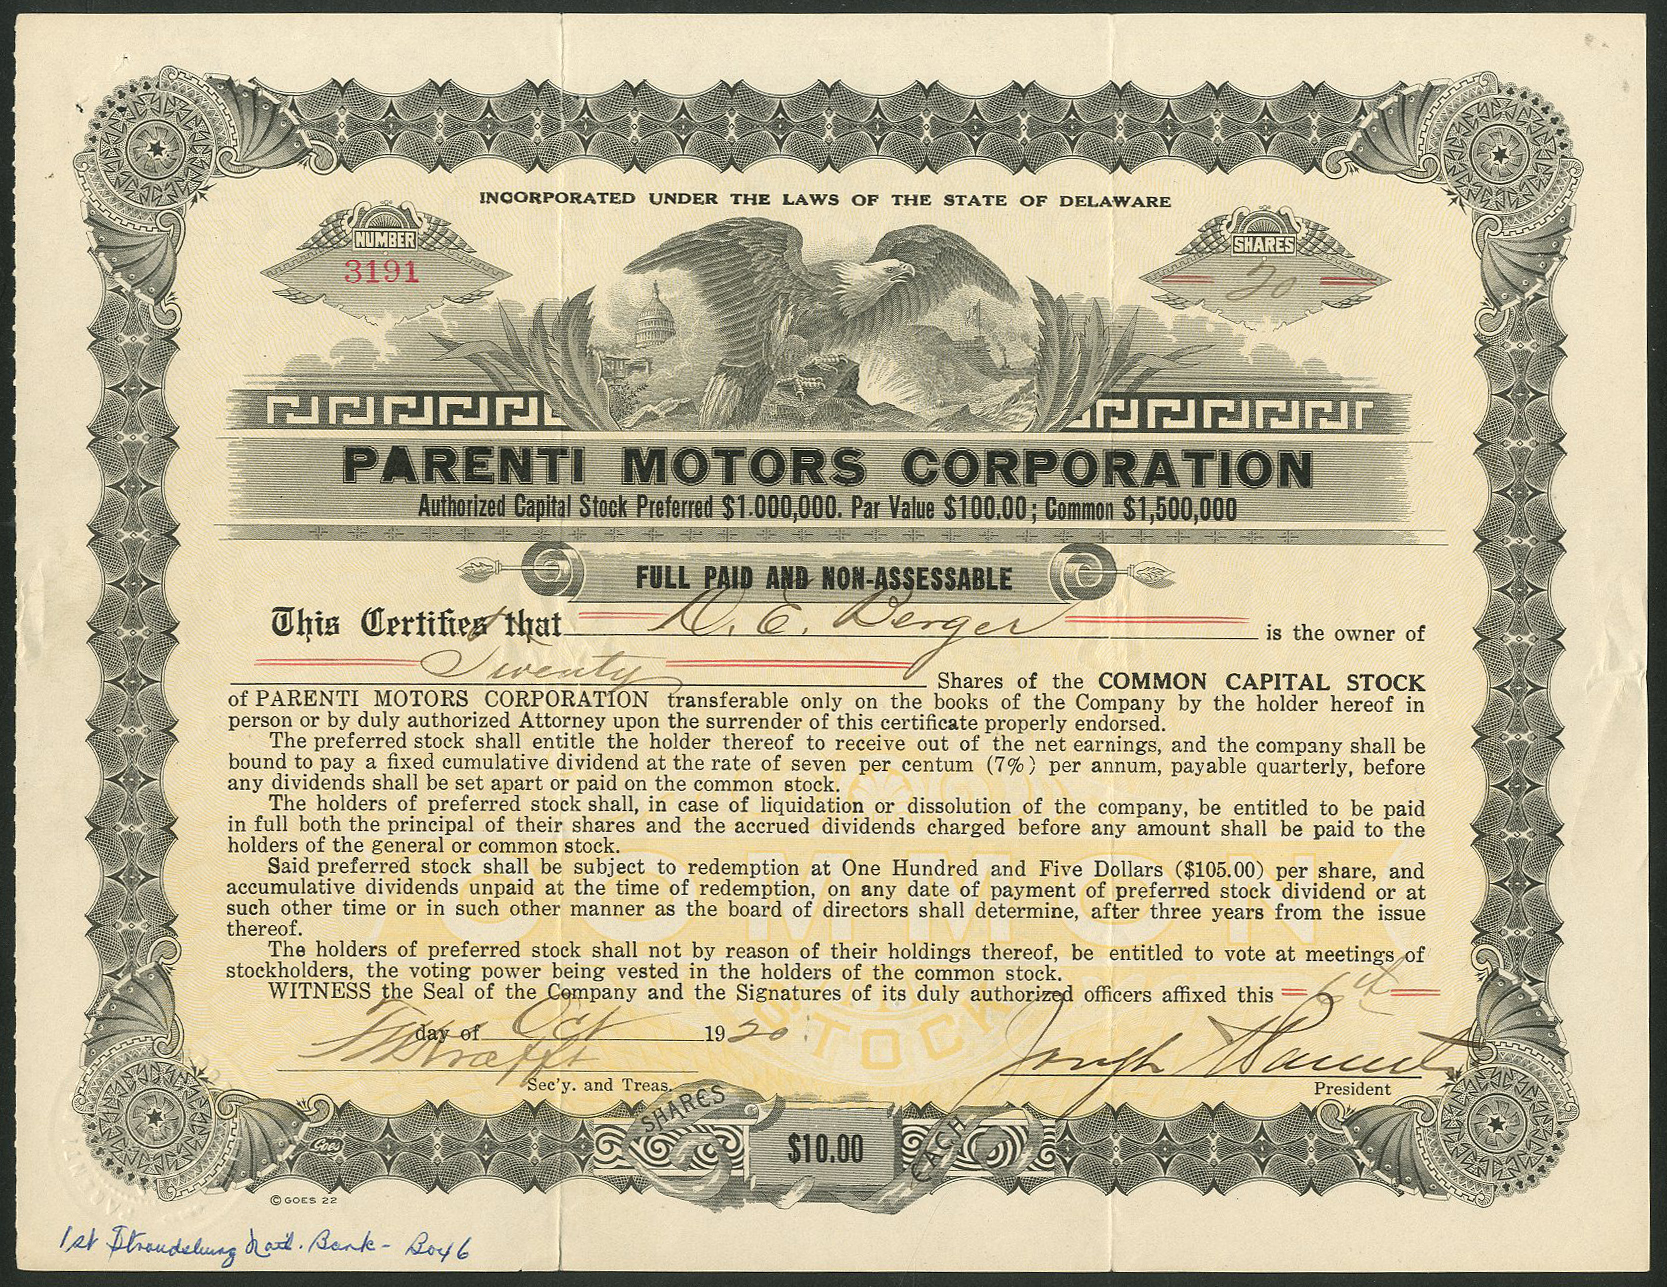 INCORPORATED UNDER THE LAWS OF THE STATE OF DELAWARE
NUMBER
3191
SHARES
20
PARENTI MOTORS CORPORATION
Authorized Capital Stock Preferred $1.000,000. Par Value $100.00; Common $1,500,000
FULL PAID AND NON-ASSESSABLE
This Certifies that D. E. Berger is the owner of
Twenty Shares of the COMMON CAPITAL STOCK
of PARENTI MOTORS CORPORATION transferable only on the books of the Company by the holder hereof in
person or by duly authorized Attorney upon the surrender of this certificate properly endorsed.
The preferred stock shall entitle the holder thereof to receive out of the net earnings, and the company shall be
bound to pay a fixed cumulative dividend at the rate of seven per centum (7%) per annum, payable quarterly, before
any dividends shall be set apart or paid on the common stock.
The holders of preferred stock shall, in case of liquidation or dissolution of the company, be entitled to be paid
in full both the principal of their shares and the accrued dividends charged before any amount shall be paid to the
holders of the general or common stock.
Said preferred stock shall be subject to redemption at One Hundred and Five Dollars ($105.00) per share, and
accumulative dividends unpaid at the time of redemption, on any date of payment of preferred stock dividend or at
such other time or in such other manner as the board of directors shall determine, after three years from the issue
thereof.
The holders of preferred stock shall not by reason of their holdings thereof, be entitled to vote at meetings of
stockholders, the voting power being vested in the holders of the common stock.
WITNESS the Seal of the Company and the Signatures of its duly authorized officers affixed this 6th
day of Oct 1920
Sec'y. and Treas.
Joseph
President
COMMON
STOCK
SHARES
$10.00
EACH
Goes
© GOES 22
1st Stroudsburg Natl. Bank - Box 6